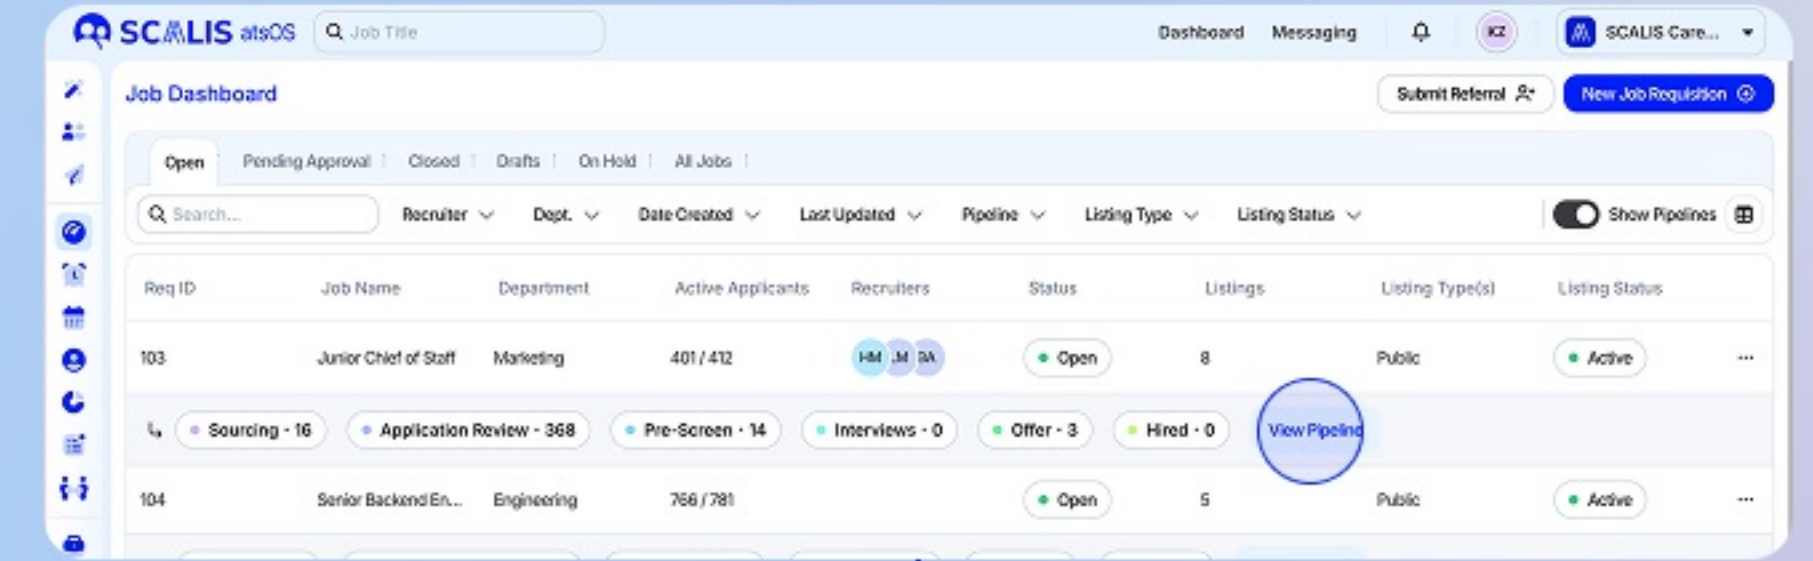 SCALIS atsOS Job Title Dashboard Messaging KZ SCALIS Care...
Job Dashboard Submit Referral New Job Requisition
Open Pending Approval Closed Drafts On Hold All Jobs
Search... Recruiter Dept. Date Created Last Updated Pipeline Listing Type Listing Status Show Pipelines
Req ID Job Name Department Active Applicants Recruiters Status Listings Listing Type(s) Listing Status
103 Junior Chief of Staff Marketing 401 / 412 HM Open 8 Public Active ...
Sourcing - 16 Application Review - 368 Pre-Screen - 14 Interviews - 0 Offer - 3 Hired - 0 View Pipeline
104 Senior Backend En... Engineering 766 / 781 Open 5 Public Active ...